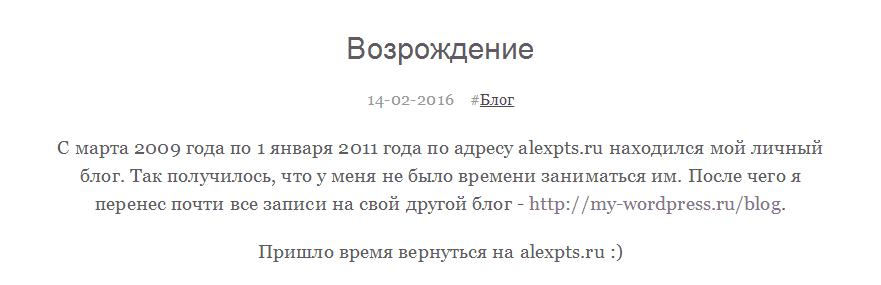 Возрождение
14-02-2016 #Блог
С марта 2009 года по 1 января 2011 года по адресу alexpts.ru находился мой личный
блог. Так получилось, что у меня не было времени заниматься им. После чего я
перенес почти все записи на свой другой блог - http://my-wordpress.ru/blog.
Пришло время вернуться на alexpts.ru :)